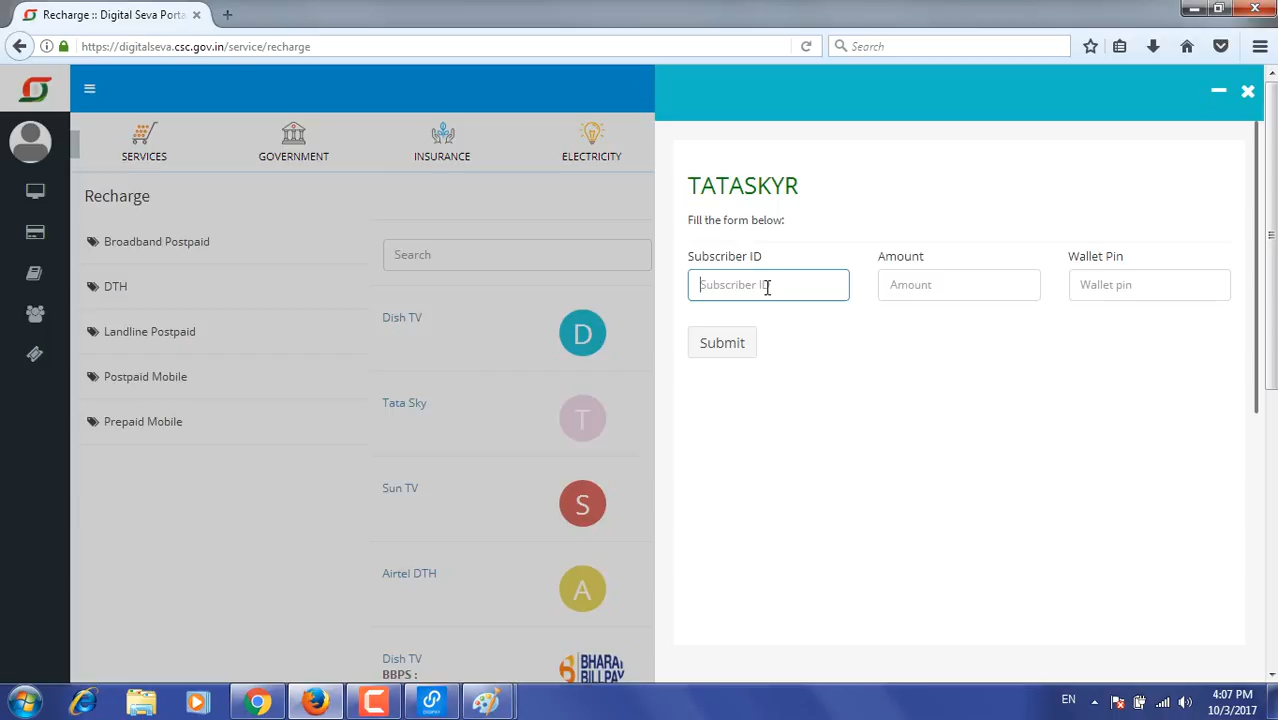 Recharge :: Digital Seva Porta
https://digitalseva.csc.gov.in/service/recharge
Search
SERVICES
GOVERNMENT
INSURANCE
ELECTRICITY
Recharge
Broadband Postpaid
DTH
Landline Postpaid
Postpaid Mobile
Prepaid Mobile
Search
Dish TV
D
Tata Sky
T
Sun TV
S
Airtel DTH
A
Dish TV
BBPS :
BHARAT
BILLPAY
TATASKYR
Fill the form below:
Subscriber ID
Amount
Wallet Pin
Subscriber ID
Amount
Wallet pin
Submit
EN
4:07 PM
10/3/2017